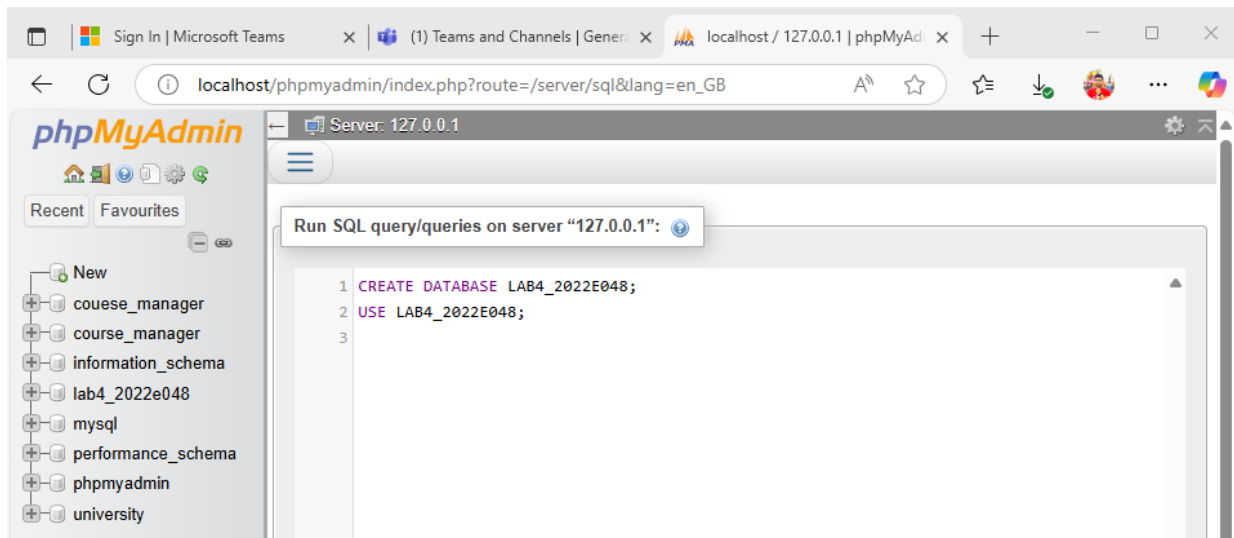 Sign In | Microsoft Teams
(1) Teams and Channels | Genera
PMA
localhost / 127.0.0.1 | phpMyAd
localhost/phpmyadmin/index.php?route=/server/sql&lang=en_GB
phpMyAdmin
Server: 127.0.0.1
Recent Favourites
Run SQL query/queries on server “127.0.0.1”:
New
couese_manager
course_manager
information_schema
lab4_2022e048
mysql
performance_schema
phpmyadmin
university
1 CREATE DATABASE LAB4_2022E048;
2 USE LAB4_2022E048;
3